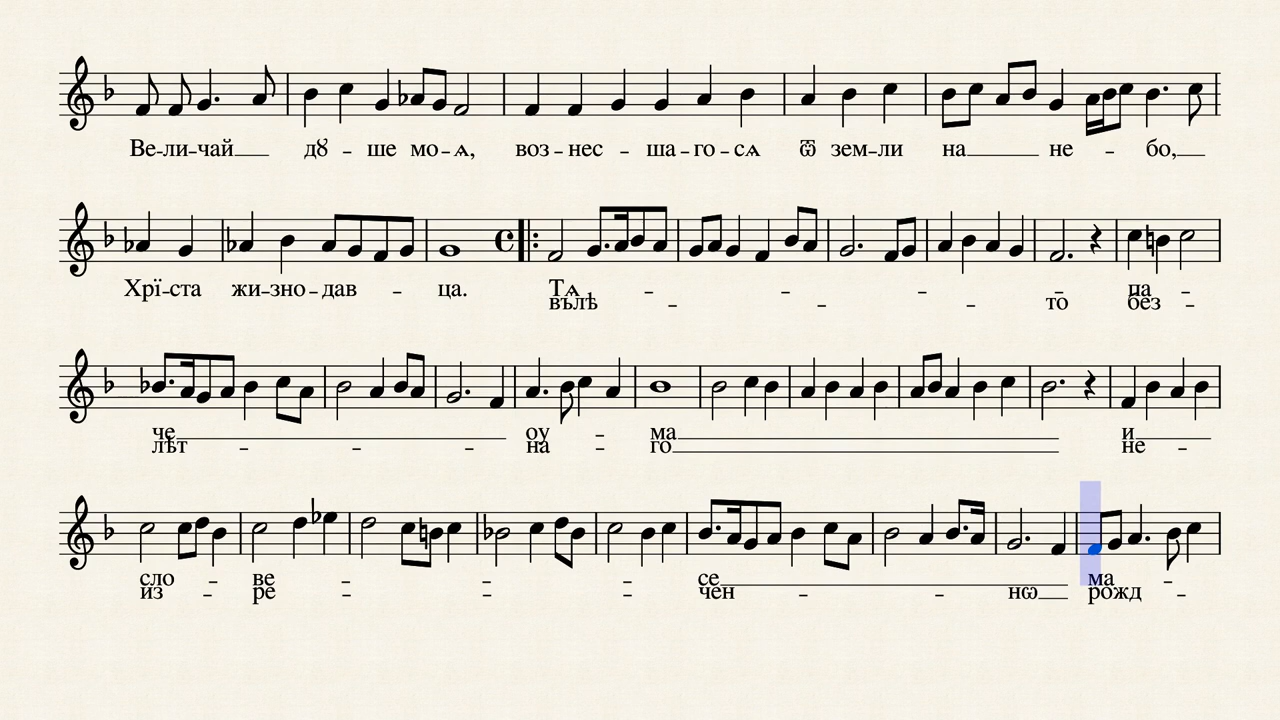 Ве-ли-чай дꙋ-ше мо-ѧ, воз-нес-ша-го-сѧ ѿ зем-ли на не-бо,
Хрї-ста жи-зно-дав-ца. Тѧ - - - - па -
вълѣ - - - то без -
че оу - ма и
лѣт - - - на - го не -
сло - ве - - - - се ма -
из - ре - - - - чен - - нѡ рожд -